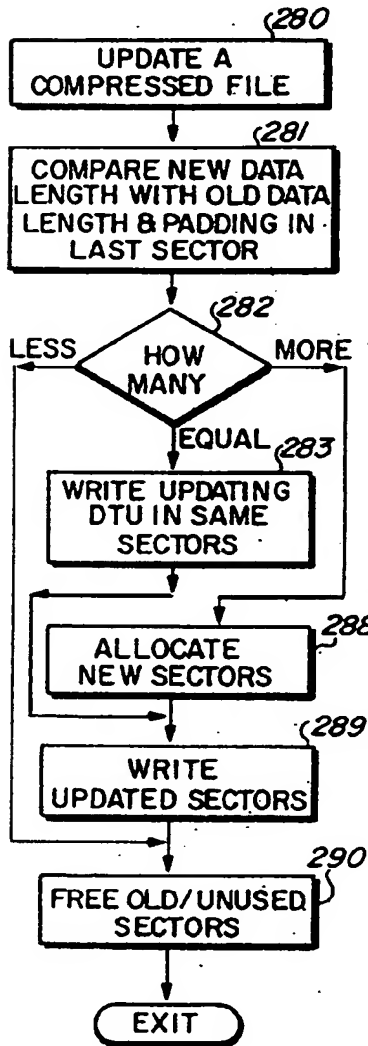 280
UPDATE A
COMPRESSED FILE
281
COMPARE NEW DATA
LENGTH WITH OLD DATA
LENGTH & PADDING IN
LAST SECTOR
282
LESS
HOW
MANY
MORE
EQUAL
283
WRITE UPDATING
DTU IN SAME
SECTORS
288
ALLOCATE
NEW SECTORS
289
WRITE
UPDATED SECTORS
290
FREE OLD/UNUSED
SECTORS
EXIT